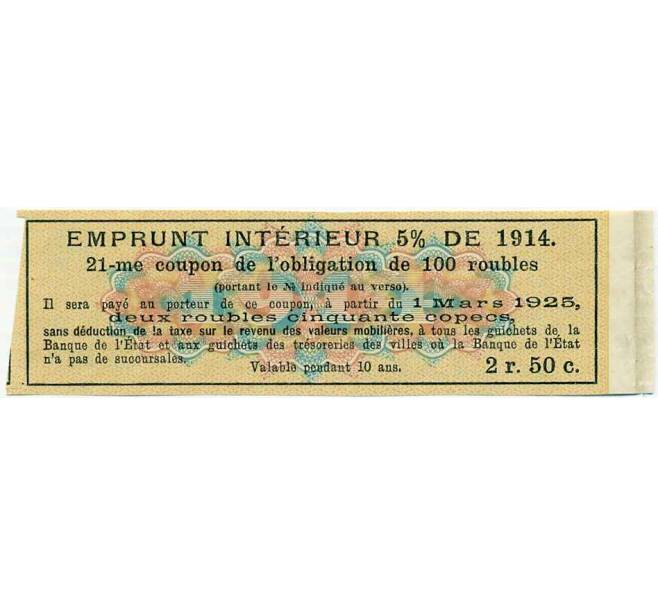 EMPRUNT INTÉRIEUR 5% DE 1914.
21-me coupon de l'obligation de 100 roubles
(portant le № indiqué au verso).
Il sera payé au porteur de ce coupon, à partir du 1 Mars 1925,
deux roubles cinquante copecs,
sans déduction de la taxe sur le revenu des valeurs mobilières, à tous les guichets de la
Banque de l'État et aux guichets des trésoreries des villes où la Banque de l'État
n'a pas de succursales.
Valable pendant 10 ans.
2 r. 50 c.